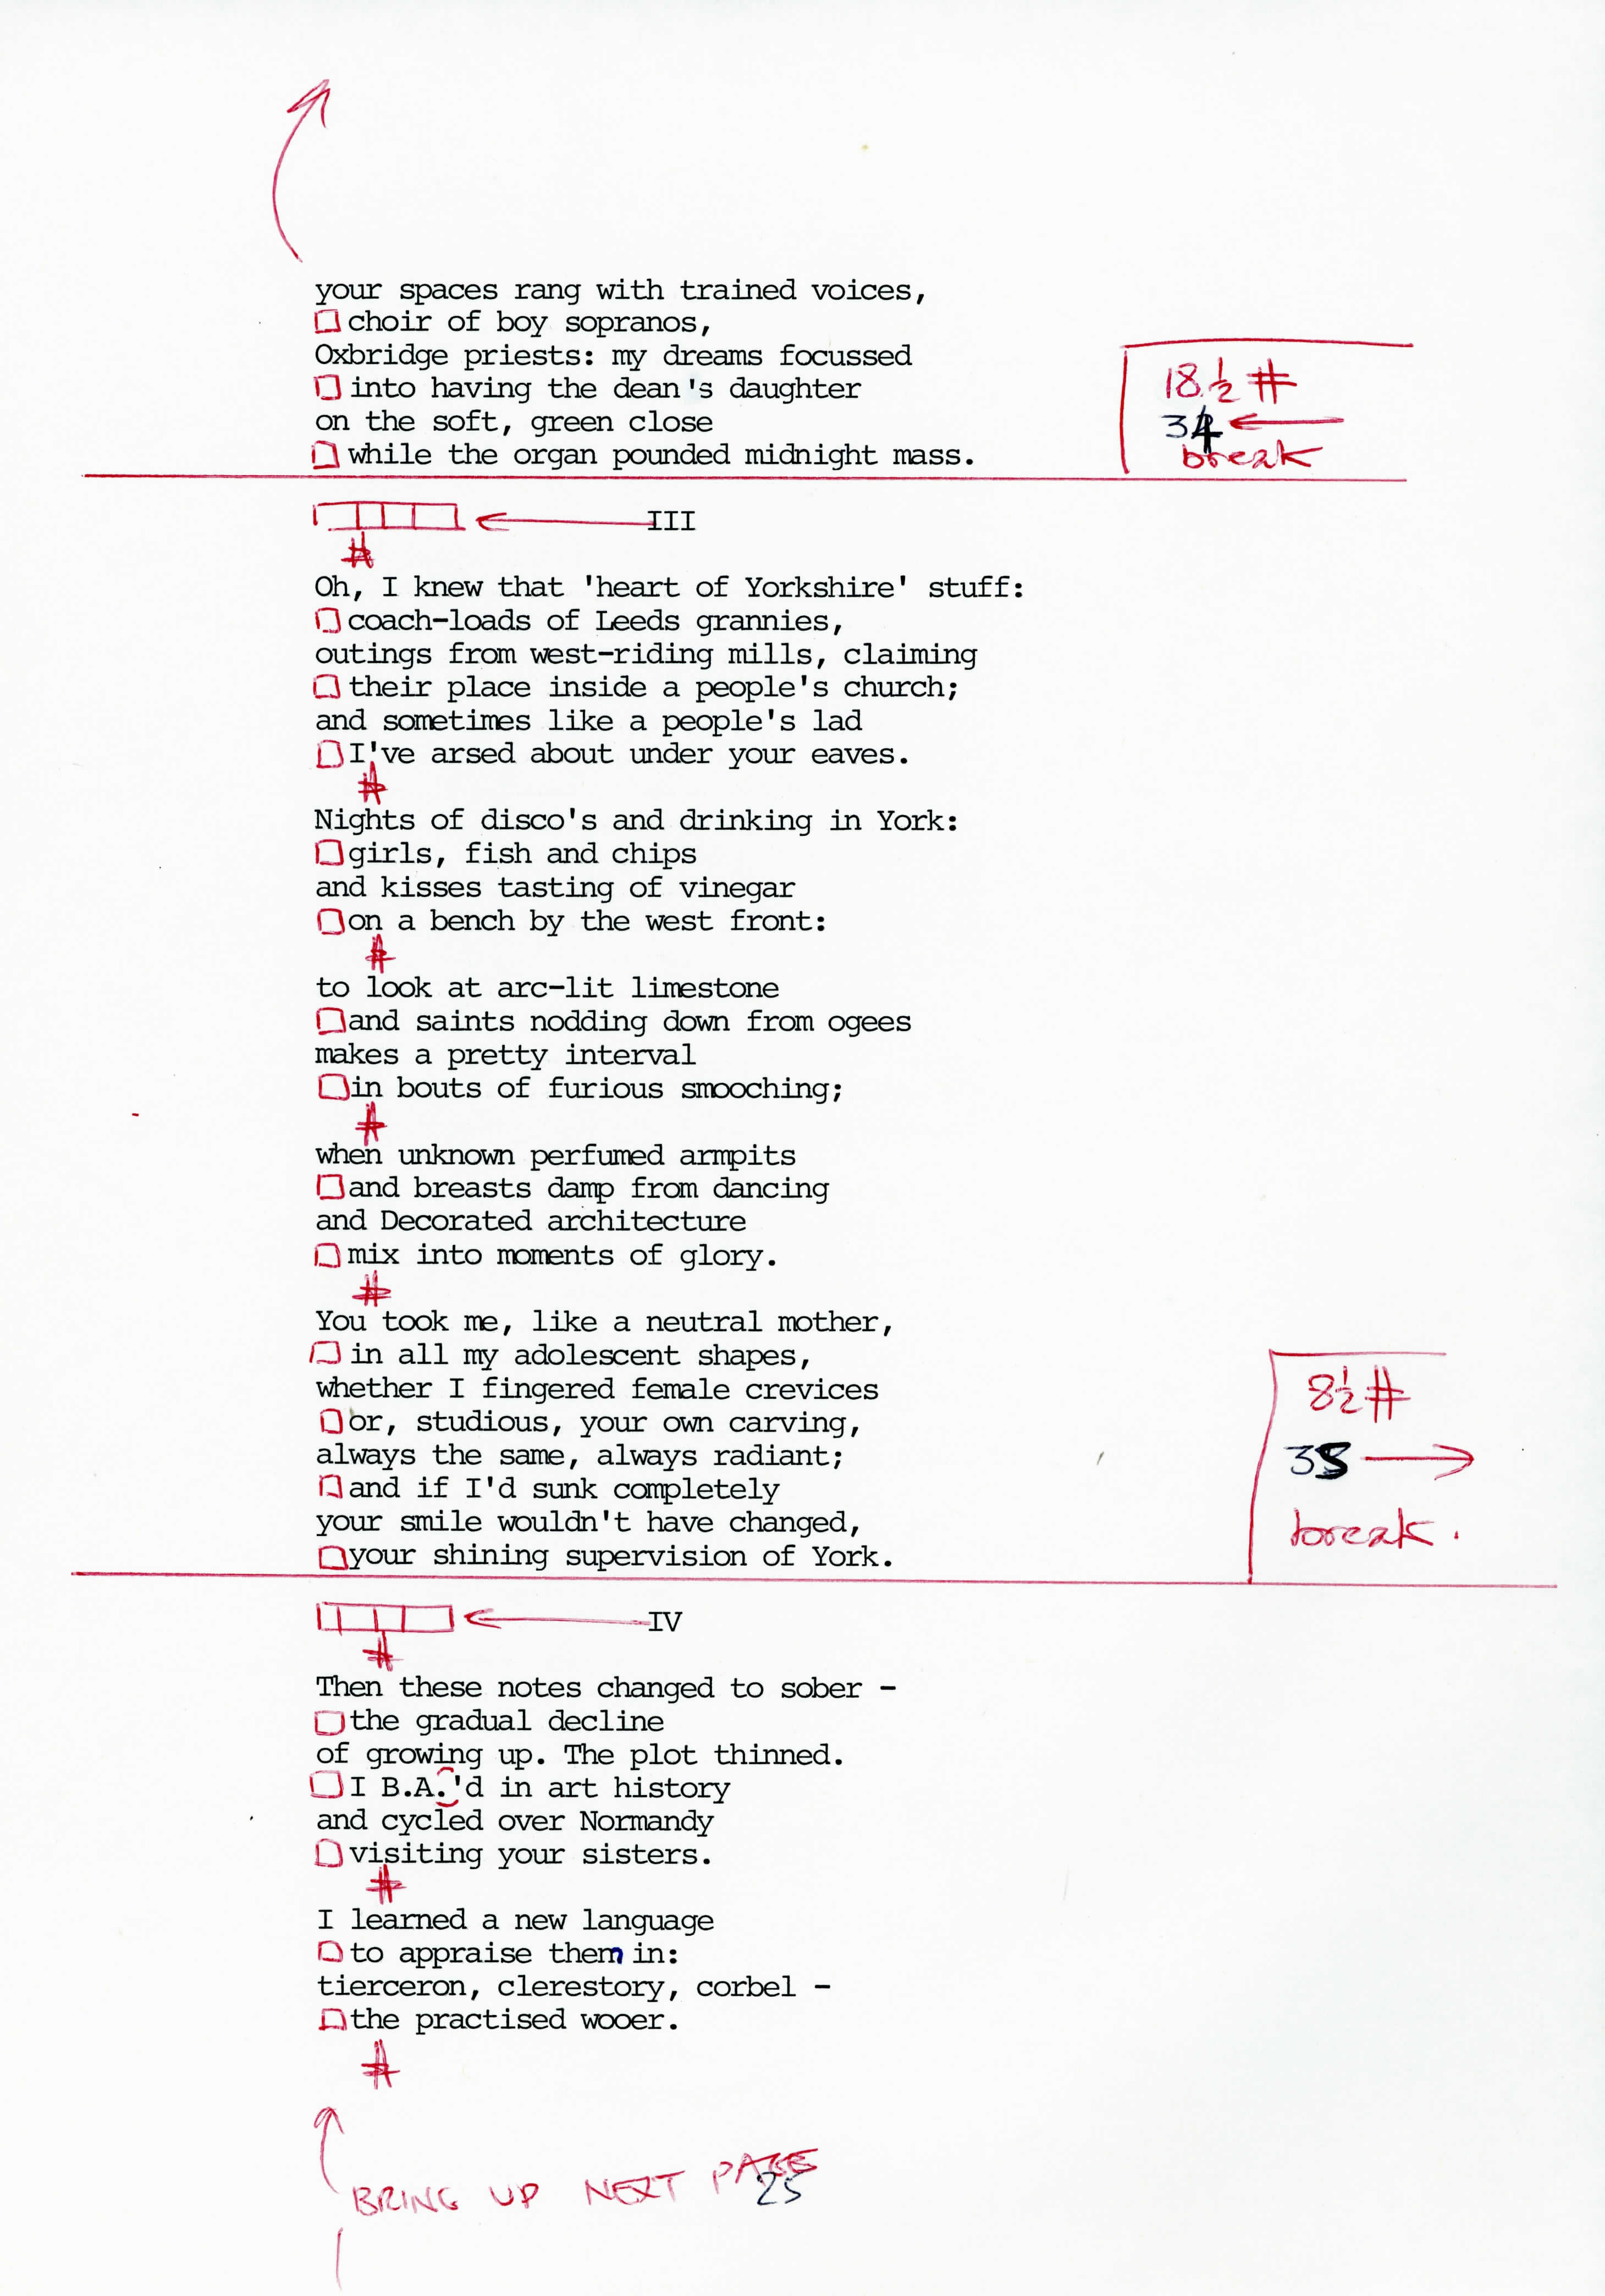 your spaces rang with trained voices,
choir of boy sopranos,
Oxbridge priests: my dreams focussed
into having the dean's daughter
on the soft, green close
while the organ pounded midnight mass.
18½ #
34
break
III
#
Oh, I knew that 'heart of Yorkshire' stuff:
coach-loads of Leeds grannies,
outings from west-riding mills, claiming
their place inside a people's church;
and sometimes like a people's lad
I've arsed about under your eaves.
#
Nights of disco's and drinking in York:
girls, fish and chips
and kisses tasting of vinegar
on a bench by the west front:
#
to look at arc-lit limestone
and saints nodding down from ogees
makes a pretty interval
in bouts of furious smooching;
#
when unknown perfumed armpits
and breasts damp from dancing
and Decorated architecture
mix into moments of glory.
#
You took me, like a neutral mother,
in all my adolescent shapes,
whether I fingered female crevices
or, studious, your own carving,
always the same, always radiant;
and if I'd sunk completely
your smile wouldn't have changed,
your shining supervision of York.
8½ #
35
break.
IV
#
Then these notes changed to sober -
the gradual decline
of growing up. The plot thinned.
I B.A.'d in art history
and cycled over Normandy
visiting your sisters.
#
I learned a new language
to appraise them in:
tierceron, clerestory, corbel -
the practised wooer.
#
BRING UP NEXT PAGE
25